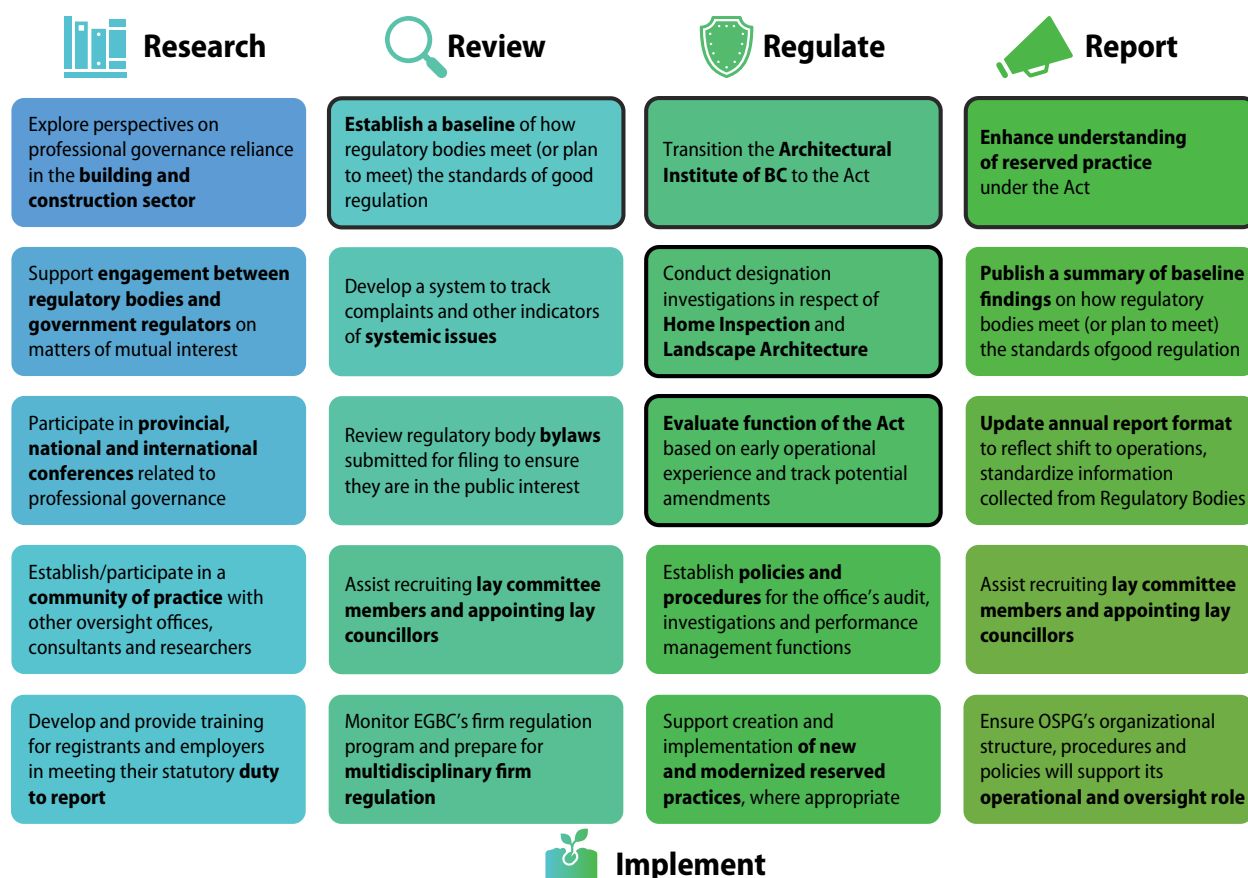 Research
Review
Regulate
Report
Explore perspectives on
professional governance reliance
in the building and
construction sector
Establish a baseline of how
regulatory bodies meet (or plan
to meet) the standards of good
regulation
Transition the Architectural
Institute of BC to the Act
Enhance understanding
of reserved practice
under the Act
Support engagement between
regulatory bodies and
government regulators on
matters of mutual interest
Develop a system to track
complaints and other indicators
of systemic issues
Conduct designation
investigations in respect of
Home Inspection and
Landscape Architecture
Publish a summary of baseline
findings on how regulatory
bodies meet (or plan to meet)
the standards ofgood regulation
Participate in provincial,
national and international
conferences related to
professional governance
Review regulatory body bylaws
submitted for filing to ensure
they are in the public interest
Evaluate function of the Act
based on early operational
experience and track potential
amendments
Update annual report format
to reflect shift to operations,
standardize information
collected from Regulatory Bodies
Establish/participate in a
community of practice with
other oversight offices,
consultants and researchers
Assist recruiting lay committee
members and appointing lay
councillors
Establish policies and
procedures for the office's audit,
investigations and performance
management functions
Assist recruiting lay committee
members and appointing lay
councillors
Develop and provide training
for registrants and employers
in meeting their statutory duty
to report
Monitor EGBC's firm regulation
program and prepare for
multidisciplinary firm
regulation
Support creation and
implementation of new
and modernized reserved
practices, where appropriate
Ensure OSPG's organizational
structure, procedures and
policies will support its
operational and oversight role
Implement